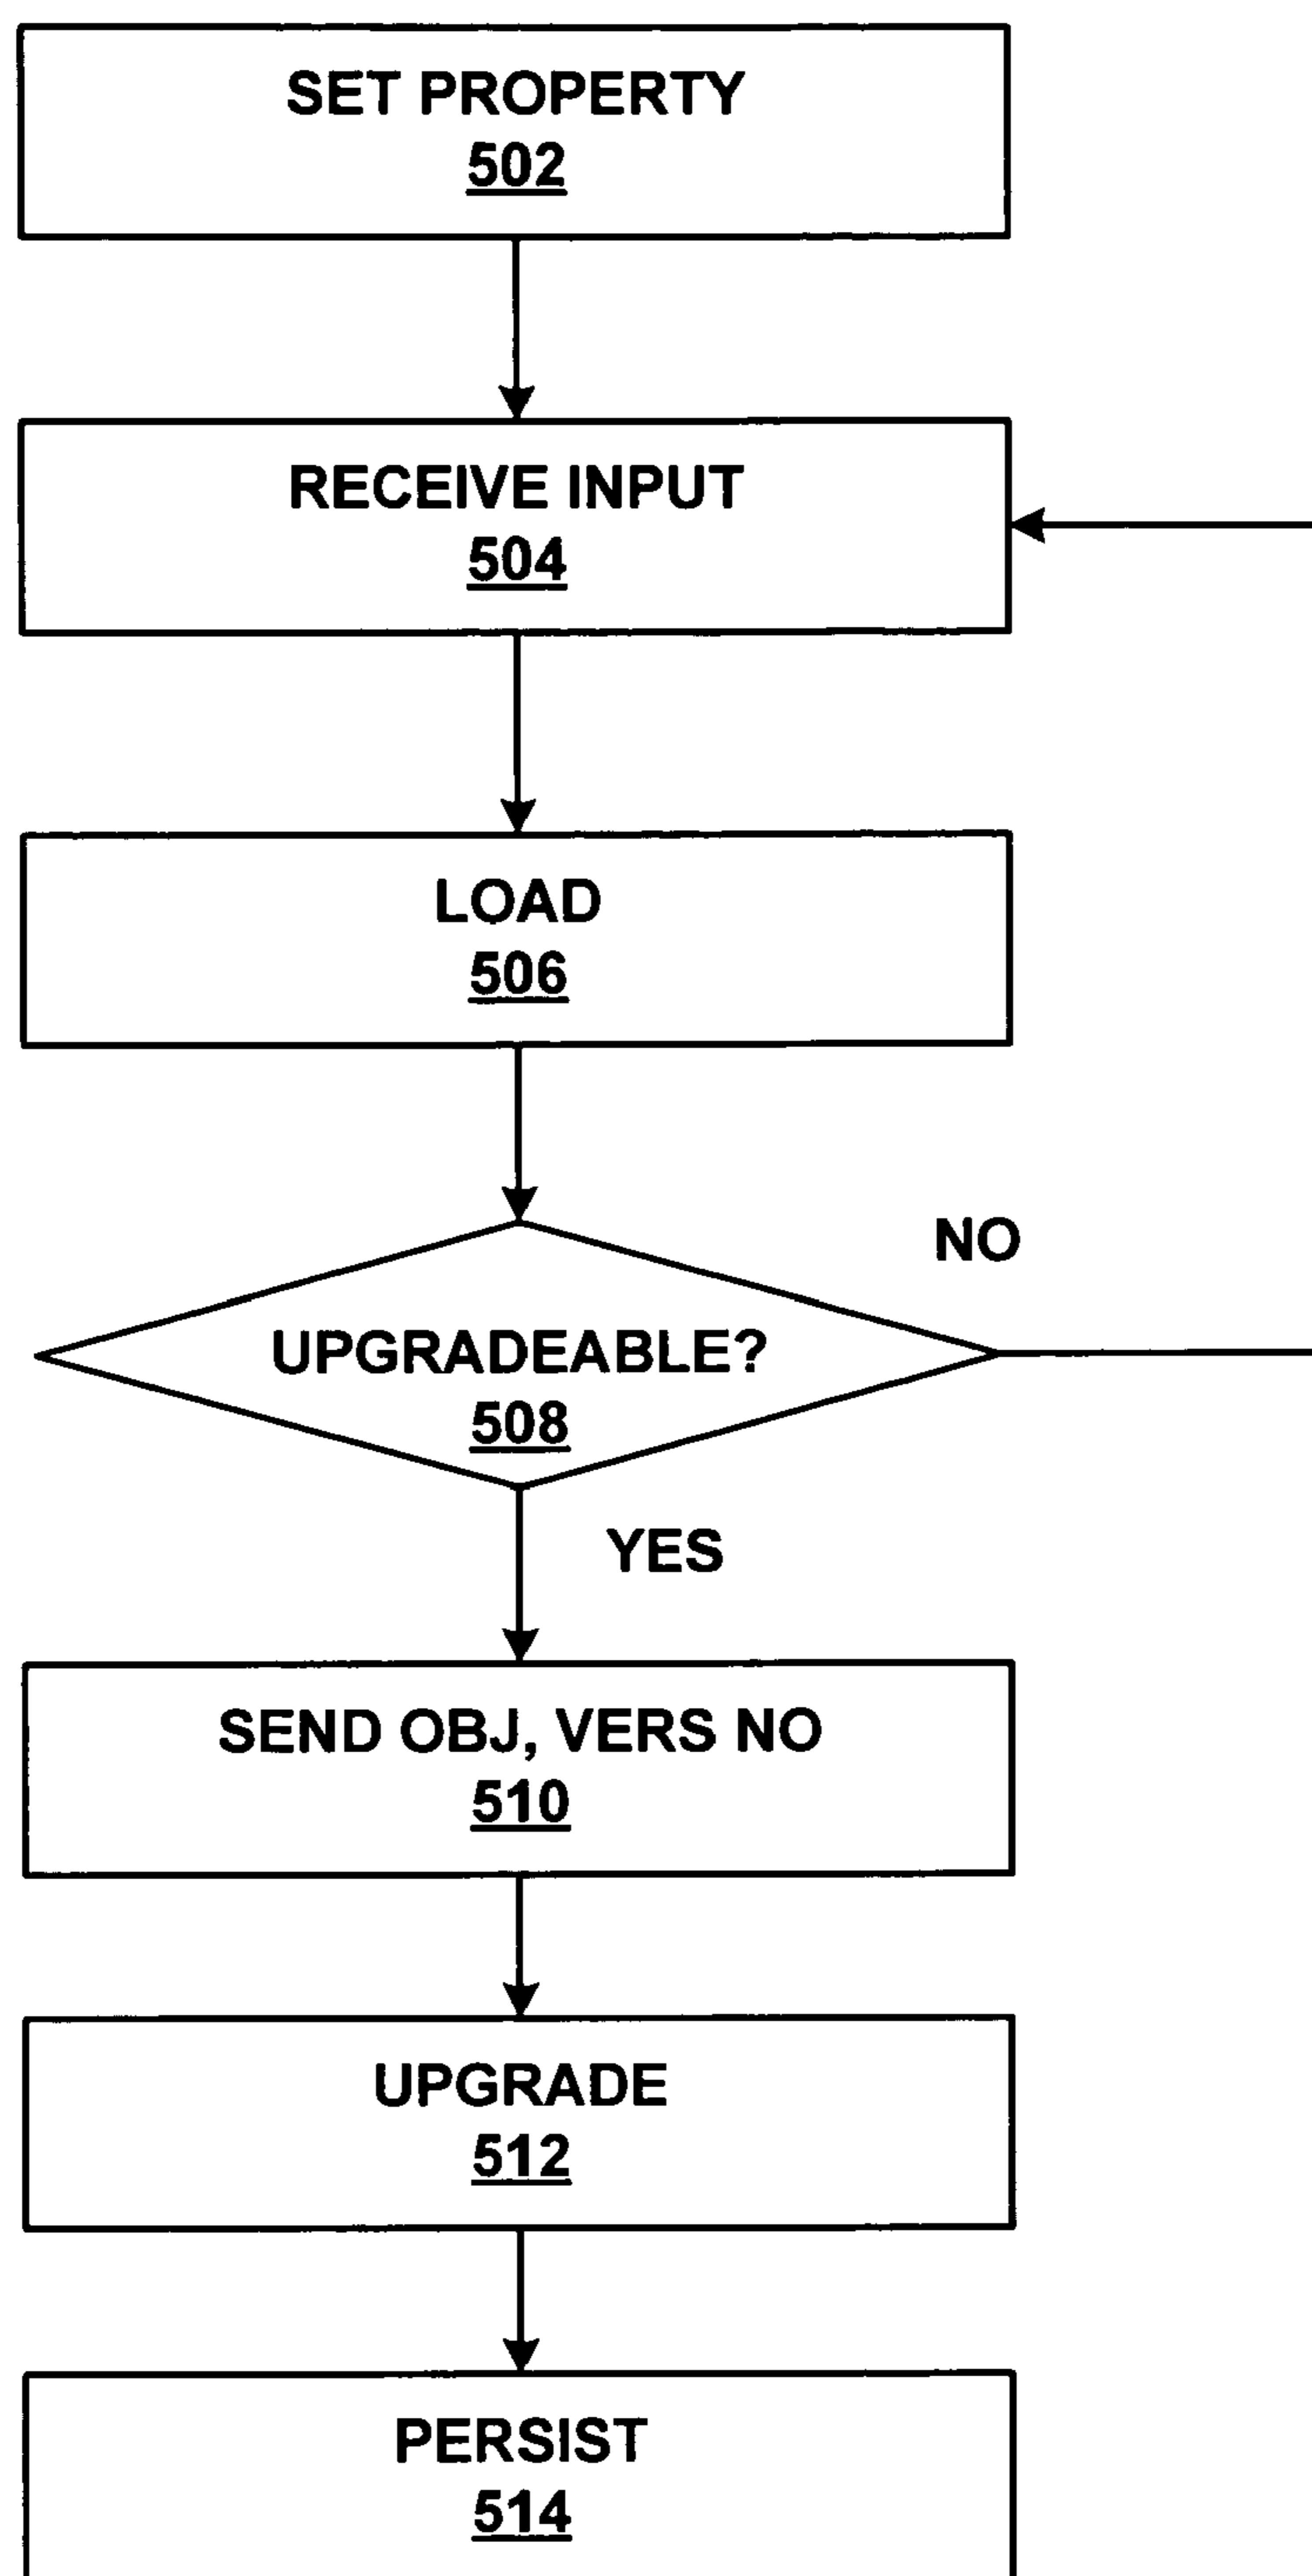 SET PROPERTY
502
RECEIVE INPUT
504
LOAD
506
NO
UPGRADEABLE?
508
YES
SEND OBJ, VERS NO
510
UPGRADE
512
PERSIST
514